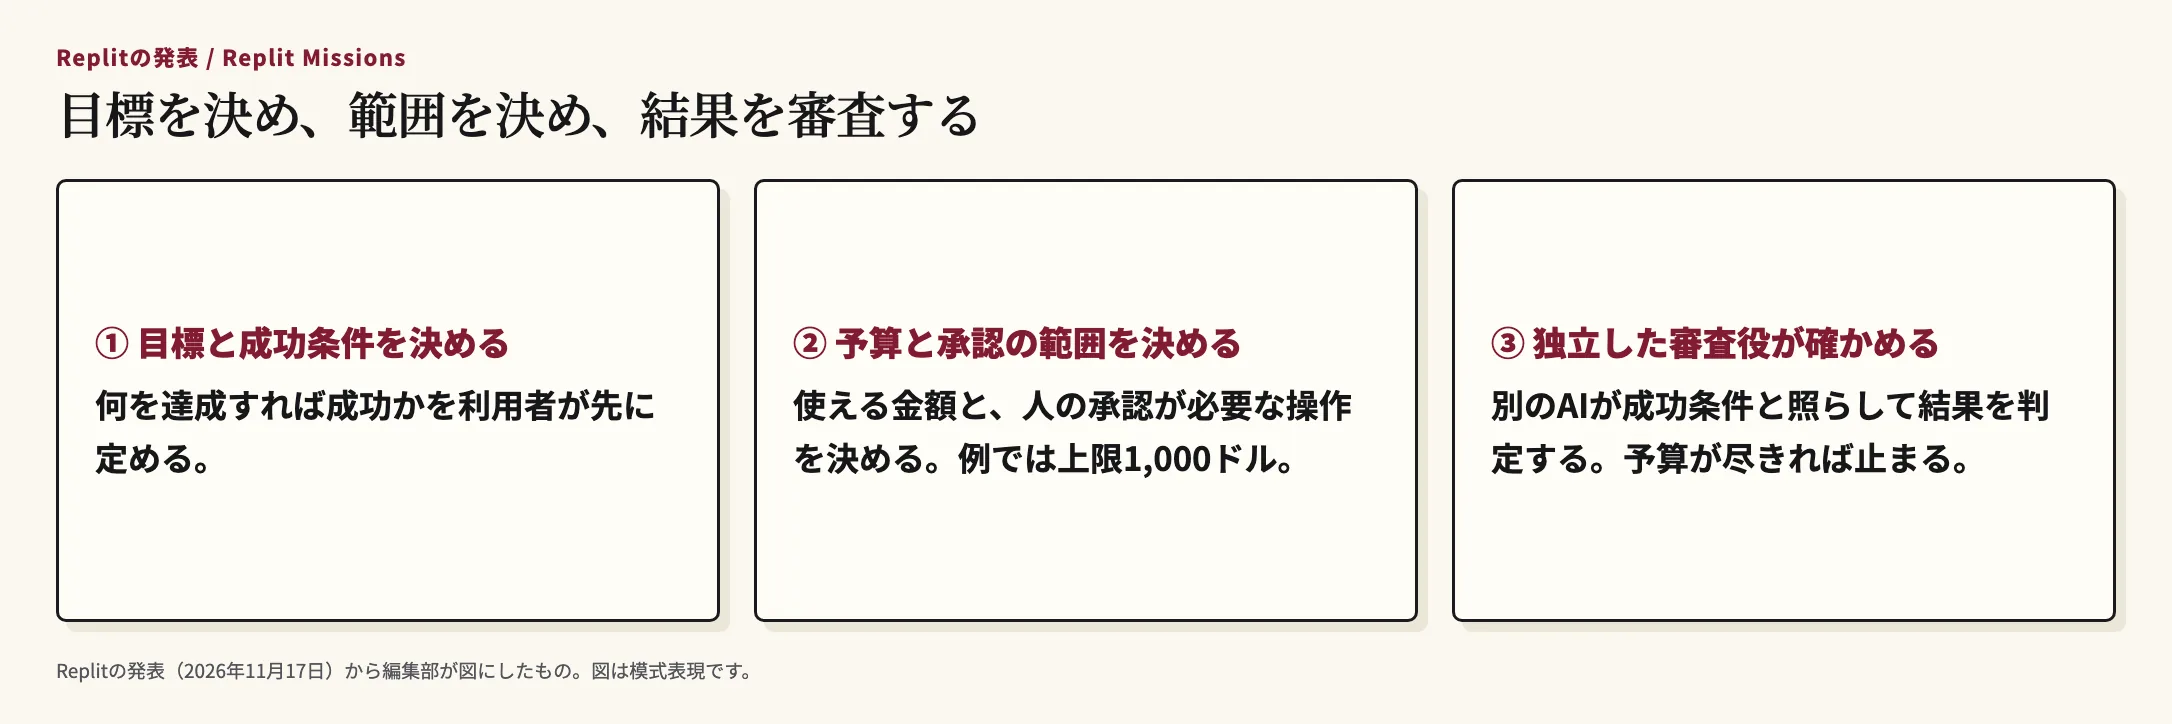 Replitの発表 / Replit Missions
目標を決め、範囲を決め、結果を審査する
① 目標と成功条件を決める
何を達成すれば成功かを利用者が先に
定める。
② 予算と承認の範囲を決める
使える金額と、人の承認が必要な操作
を決める。例では上限1,000ドル。
③ 独立した審査役が確かめる
別のAIが成功条件と照らして結果を判
定する。予算が尽きれば止まる。
Replitの発表（2026年11月17日）から編集部が図にしたもの。図は模式表現です。